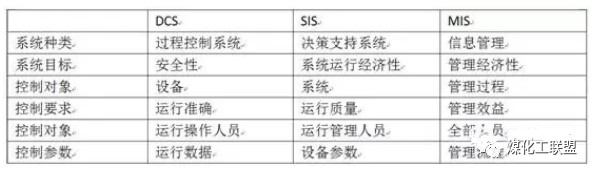 DCS SIS MIS
系统种类 过程控制系统 决策支持系统 信息管理
系统目标 安全性 系统运行经济性 管理经济性
控制对象 设备 系统 管理过程
控制要求 运行准确 运行质量 管理效益
控制对象 运行操作人员 运行管理人员 全部人员
控制参数 运行数据 设备参数 管理流程
煤化工联盟